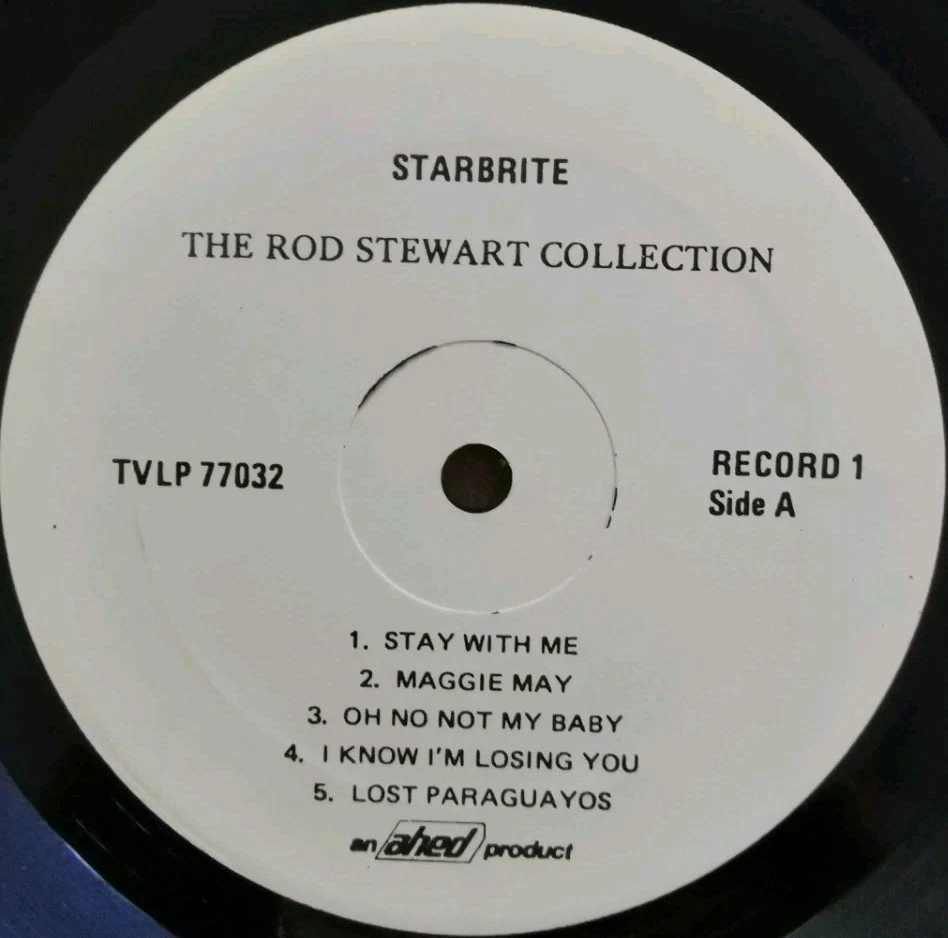 STARBRITE
THE ROD STEWART COLLECTION
TVLP 77032
RECORD 1
Side A
1. STAY WITH ME
2. MAGGIE MAY
3. OH NO NOT MY BABY
4. I KNOW I'M LOSING YOU
5. LOST PARAGUAYOS
an ahed product